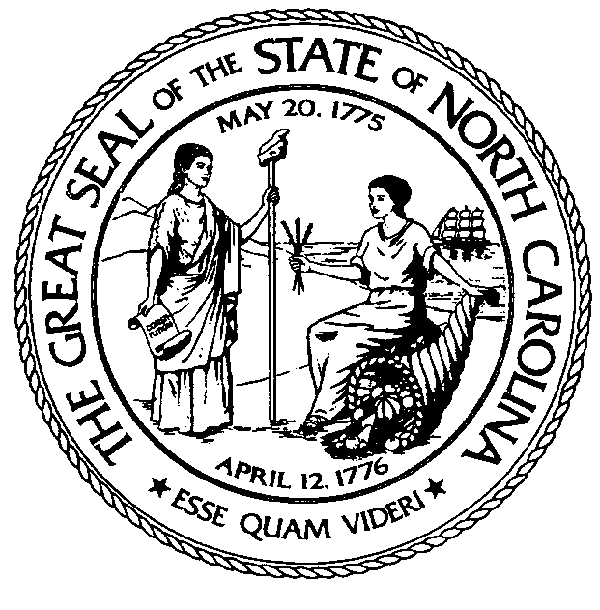 THE GREAT SEAL OF THE STATE OF NORTH CAROLINA
MAY 20, 1775
APRIL 12, 1776
ESSE QUAM VIDERI